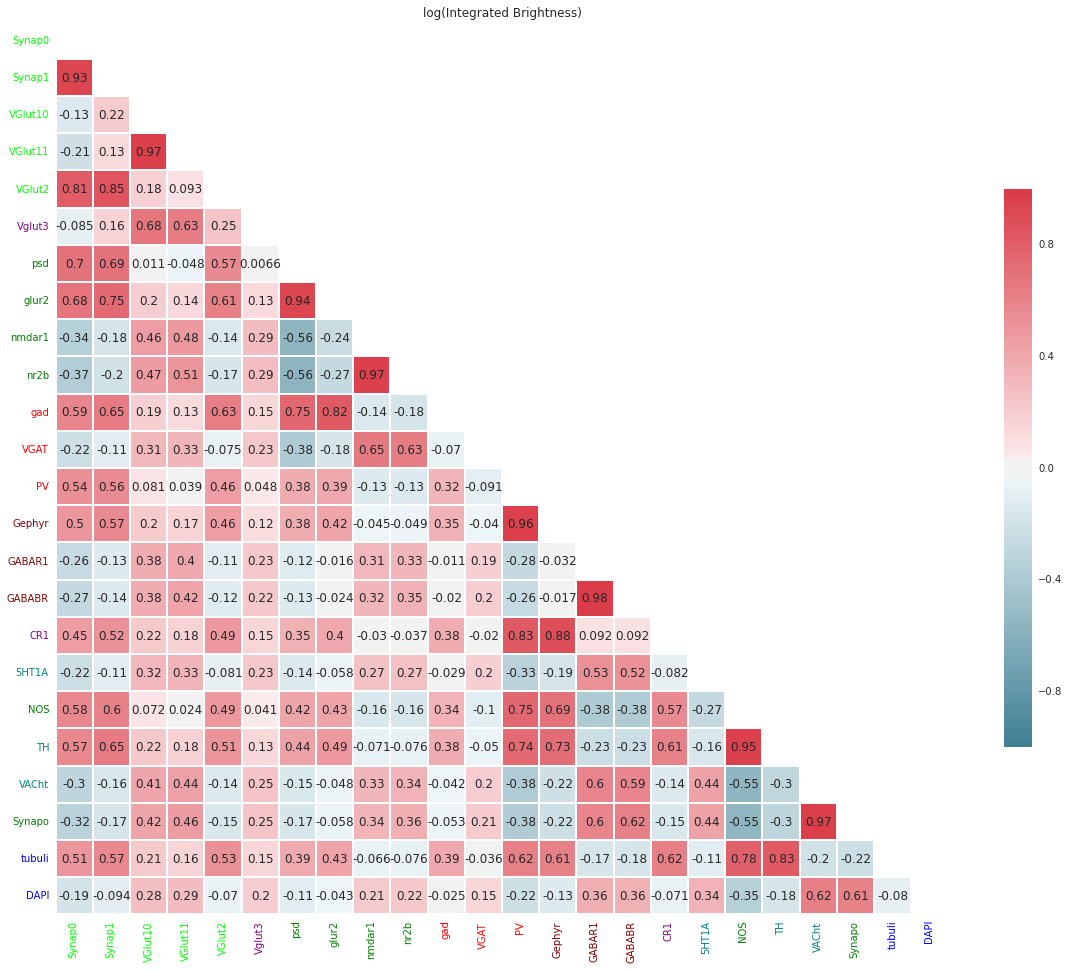 log(Integrated Brightness)
Synap0
Synap1 0.93
VGlut10 -0.13 0.22
VGlut11 -0.21 0.13 0.97
VGlut2 0.81 0.85 0.18 0.093
Vglut3 -0.085 0.16 0.68 0.63 0.25
psd 0.7 0.69 0.011 -0.048 0.57 0.0066
glur2 0.68 0.75 0.2 0.14 0.61 0.13 0.94
nmdar1 -0.34 -0.18 0.46 0.48 -0.14 0.29 -0.56 -0.24
nr2b -0.37 -0.2 0.47 0.51 -0.17 0.29 -0.56 -0.27 0.97
gad 0.59 0.65 0.19 0.13 0.63 0.15 0.75 0.82 -0.14 -0.18
VGAT -0.22 -0.11 0.31 0.33 -0.075 0.23 -0.38 -0.18 0.65 0.63 -0.07
PV 0.54 0.56 0.081 0.039 0.46 0.048 0.38 0.39 -0.13 -0.13 0.32 -0.091
Gephyr 0.5 0.57 0.2 0.17 0.46 0.12 0.38 0.42 -0.045 -0.049 0.35 -0.04 0.96
GABAR1 -0.26 -0.13 0.38 0.4 -0.11 0.23 -0.12 -0.016 0.31 0.33 -0.011 0.19 -0.28 -0.032
GABABR -0.27 -0.14 0.38 0.42 -0.12 0.22 -0.13 -0.024 0.32 0.35 -0.02 0.2 -0.26 -0.017 0.98
CR1 0.45 0.52 0.22 0.18 0.49 0.15 0.35 0.4 -0.03 -0.037 0.38 -0.02 0.83 0.88 0.092 0.092
5HT1A -0.22 -0.11 0.32 0.33 -0.081 0.23 -0.14 -0.058 0.27 0.27 -0.029 0.2 -0.33 -0.19 0.53 0.52 -0.082
NOS 0.58 0.6 0.072 0.024 0.49 0.041 0.42 0.43 -0.16 -0.16 0.34 -0.1 0.75 0.69 -0.38 -0.38 0.57 -0.27
TH 0.57 0.65 0.22 0.18 0.51 0.13 0.44 0.49 -0.071 -0.076 0.38 -0.05 0.74 0.73 -0.23 -0.23 0.61 -0.16 0.95
VACht -0.3 -0.16 0.41 0.44 -0.14 0.25 -0.15 -0.048 0.33 0.34 -0.042 0.2 -0.38 -0.22 0.6 0.59 -0.14 0.44 -0.55 -0.3
Synapo -0.32 -0.17 0.42 0.46 -0.15 0.25 -0.17 -0.058 0.34 0.36 -0.053 0.21 -0.38 -0.22 0.6 0.62 -0.15 0.44 -0.55 -0.3 0.97
tubuli 0.51 0.57 0.21 0.16 0.53 0.15 0.39 0.43 -0.066 -0.076 0.39 -0.036 0.62 0.61 -0.17 -0.18 0.62 -0.11 0.78 0.83 -0.2 -0.22
DAPI -0.19 -0.094 0.28 0.29 -0.07 0.2 -0.11 -0.043 0.21 0.22 -0.025 0.15 -0.22 -0.13 0.36 0.36 -0.071 0.34 -0.35 -0.18 0.62 0.61 -0.08
Synap0 Synap1 VGlut10 VGlut11 VGlut2 Vglut3 psd glur2 nmdar1 nr2b gad VGAT PV Gephyr GABAR1 GABABR CR1 5HT1A NOS TH VACht Synapo tubuli DAPI
0.8
0.4
0.0
−0.4
−0.8